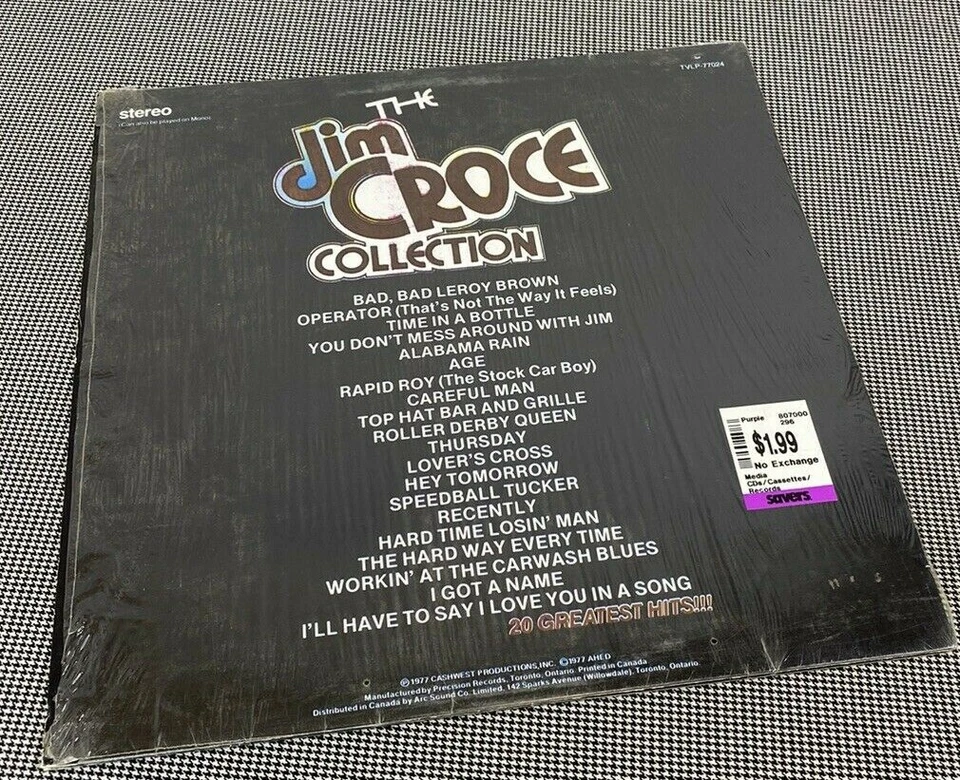 stereo
(Can also be played on Mono)
TVLP-77024
THE
Jim
CROCE
COLLECTION
BAD, BAD LEROY BROWN
OPERATOR (That's Not The Way It Feels)
TIME IN A BOTTLE
YOU DON'T MESS AROUND WITH JIM
ALABAMA RAIN
AGE
RAPID ROY (The Stock Car Boy)
CAREFUL MAN
TOP HAT BAR AND GRILLE
ROLLER DERBY QUEEN
THURSDAY
LOVER'S CROSS
HEY TOMORROW
SPEEDBALL TUCKER
RECENTLY
HARD TIME LOSIN' MAN
THE HARD WAY EVERY TIME
WORKIN' AT THE CARWASH BLUES
I GOT A NAME
I'LL HAVE TO SAY I LOVE YOU IN A SONG
20 GREATEST HITS!!!
℗1977 CASHWEST PRODUCTIONS, INC. ©1977 AHED
Manufactured by Precision Records, Toronto, Ontario. Printed in Canada
Distributed in Canada by Arc Sound Co. Limited, 142 Sparks Avenue (Willowdale), Toronto, Ontario.
Purple 807000
296
$1.99
No Exchange
Media
CDs/Cassettes/
Records
savers.